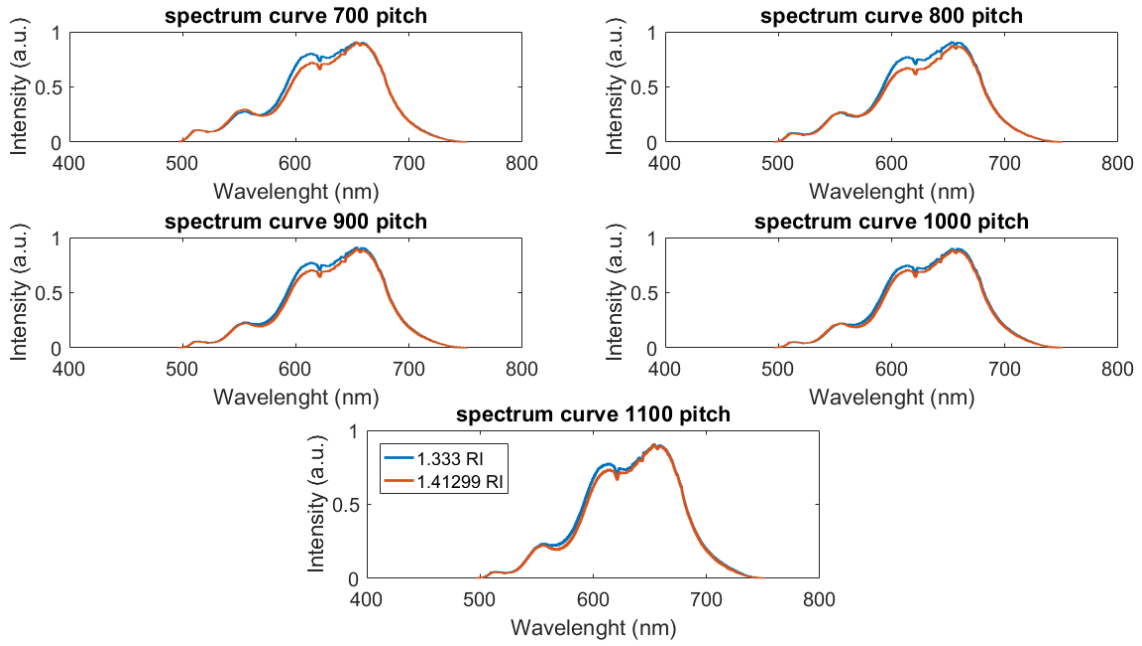 spectrum curve 700 pitch
Intensity (a.u.)
1
0.5
0
400 500 600 700 800
Wavelenght (nm)
spectrum curve 800 pitch
Intensity (a.u.)
1
0.5
0
400 500 600 700 800
Wavelenght (nm)
spectrum curve 900 pitch
Intensity (a.u.)
1
0.5
0
400 500 600 700 800
Wavelenght (nm)
spectrum curve 1000 pitch
Intensity (a.u.)
1
0.5
0
400 500 600 700 800
Wavelenght (nm)
spectrum curve 1100 pitch
Intensity (a.u.)
1
0.5
0
1.333 RI
1.41299 RI
400 500 600 700 800
Wavelenght (nm)